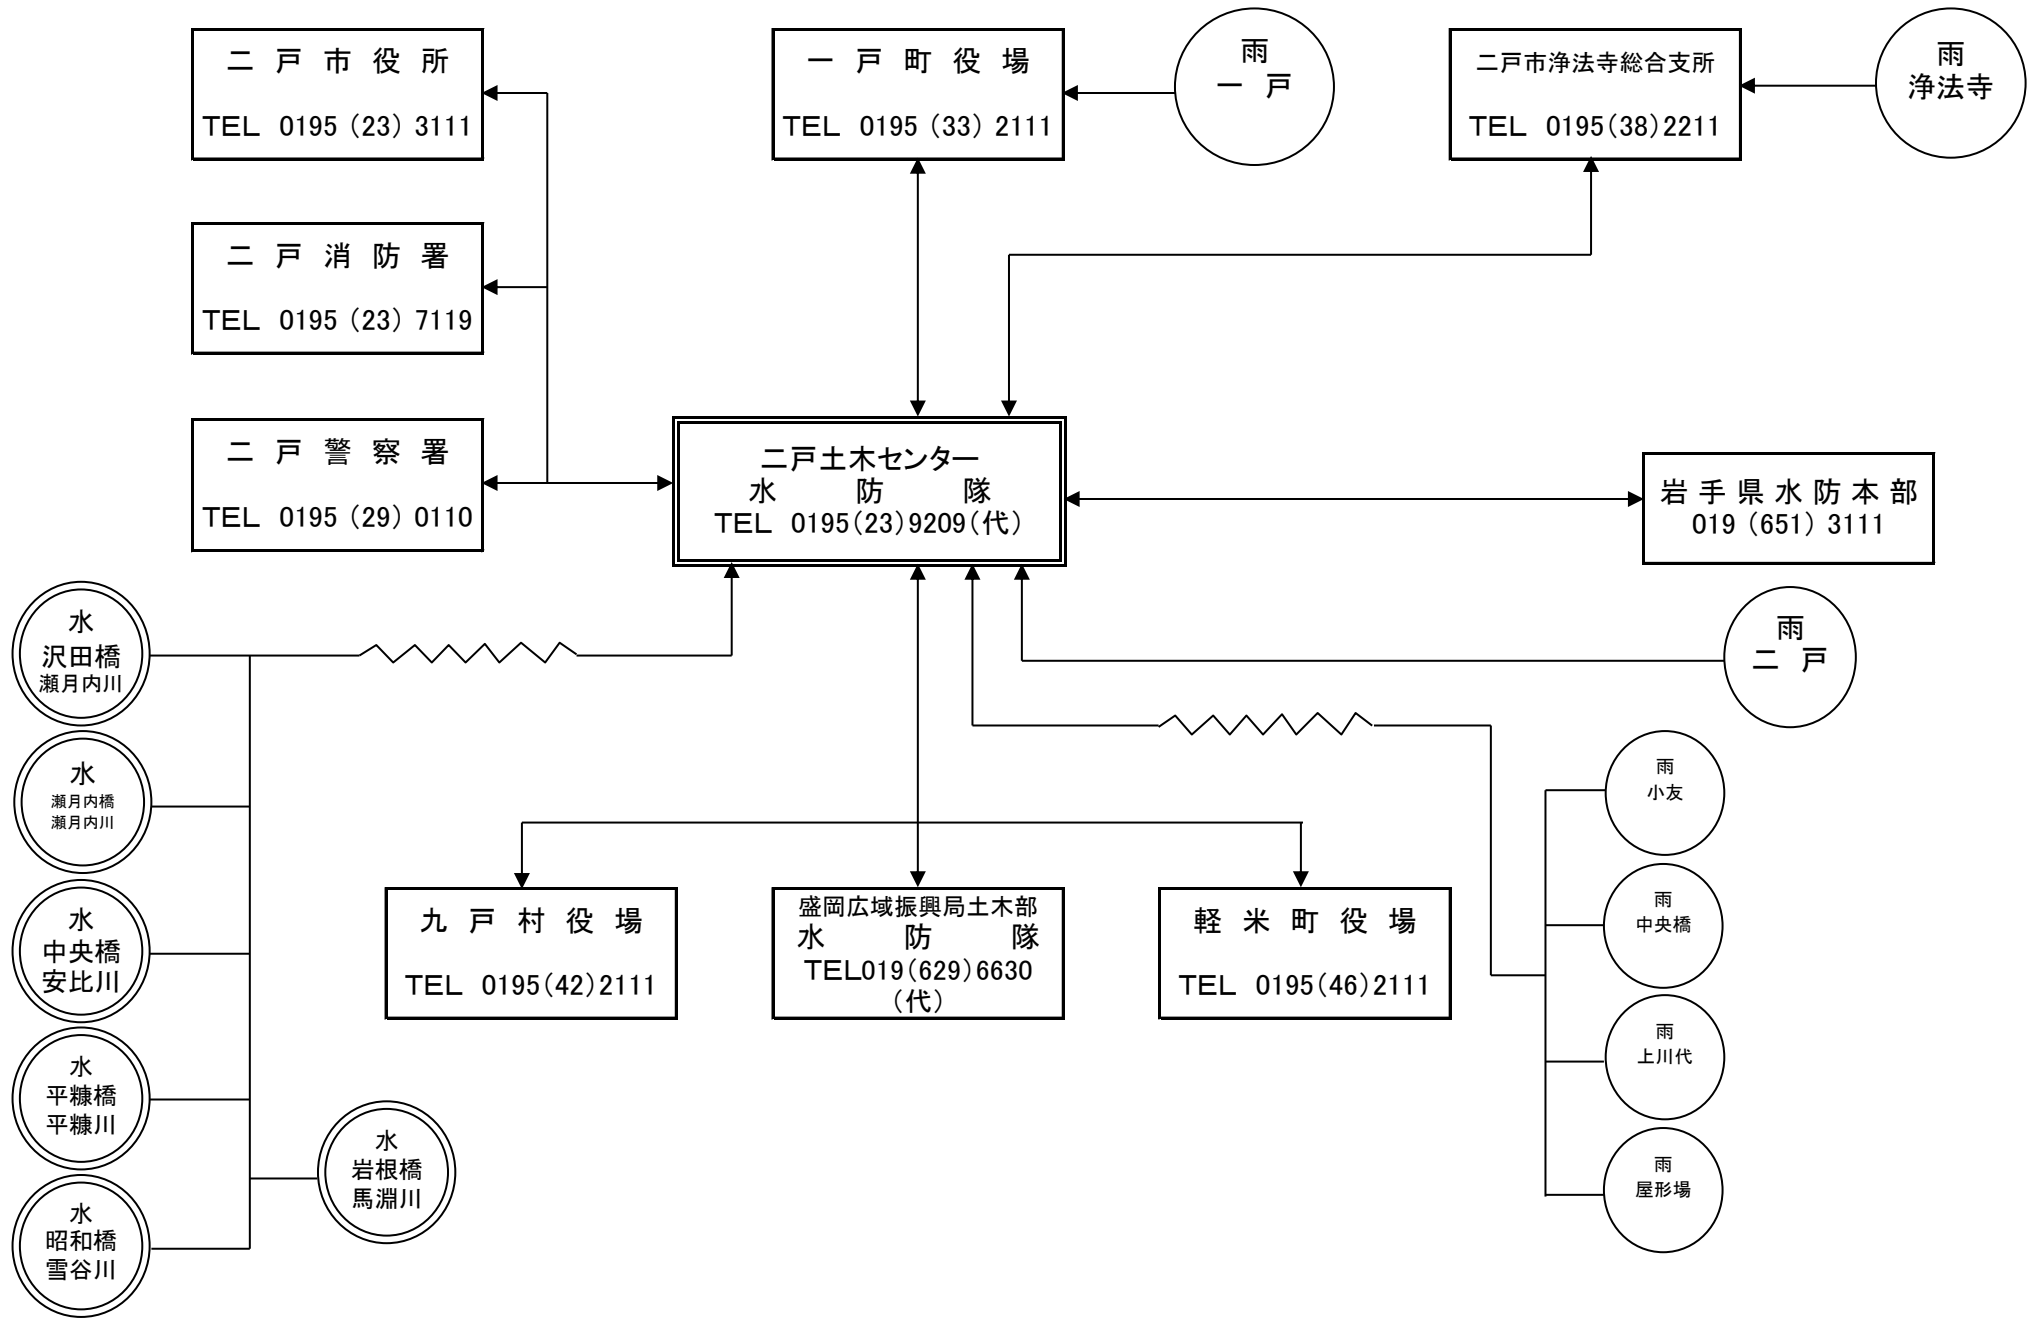 二戸市役所
TEL 0195（23）3111
一戸町役場
TEL 0195（33）2111
雨
一戸
二戸市浄法寺総合支所
TEL 0195（38）2211
雨
浄法寺
二戸消防署
TEL 0195（23）7119
二戸警察署
TEL 0195（29）0110
二戸土木センター
水防隊
TEL 0195（23）9209（代）
岩手県水防本部
019（651）3111
水
沢田橋
瀬月内川
雨
二戸
水
瀬月内橋
瀬月内川
雨
小友
水
中央橋
安比川
九戸村役場
TEL 0195（42）2111
盛岡広域振興局土木部
水防隊
TEL019（629）6630
（代）
軽米町役場
TEL 0195（46）2111
雨
中央橋
雨
上川代
水
平糠橋
平糠川
水
岩根橋
馬淵川
雨
屋形場
水
昭和橋
雪谷川